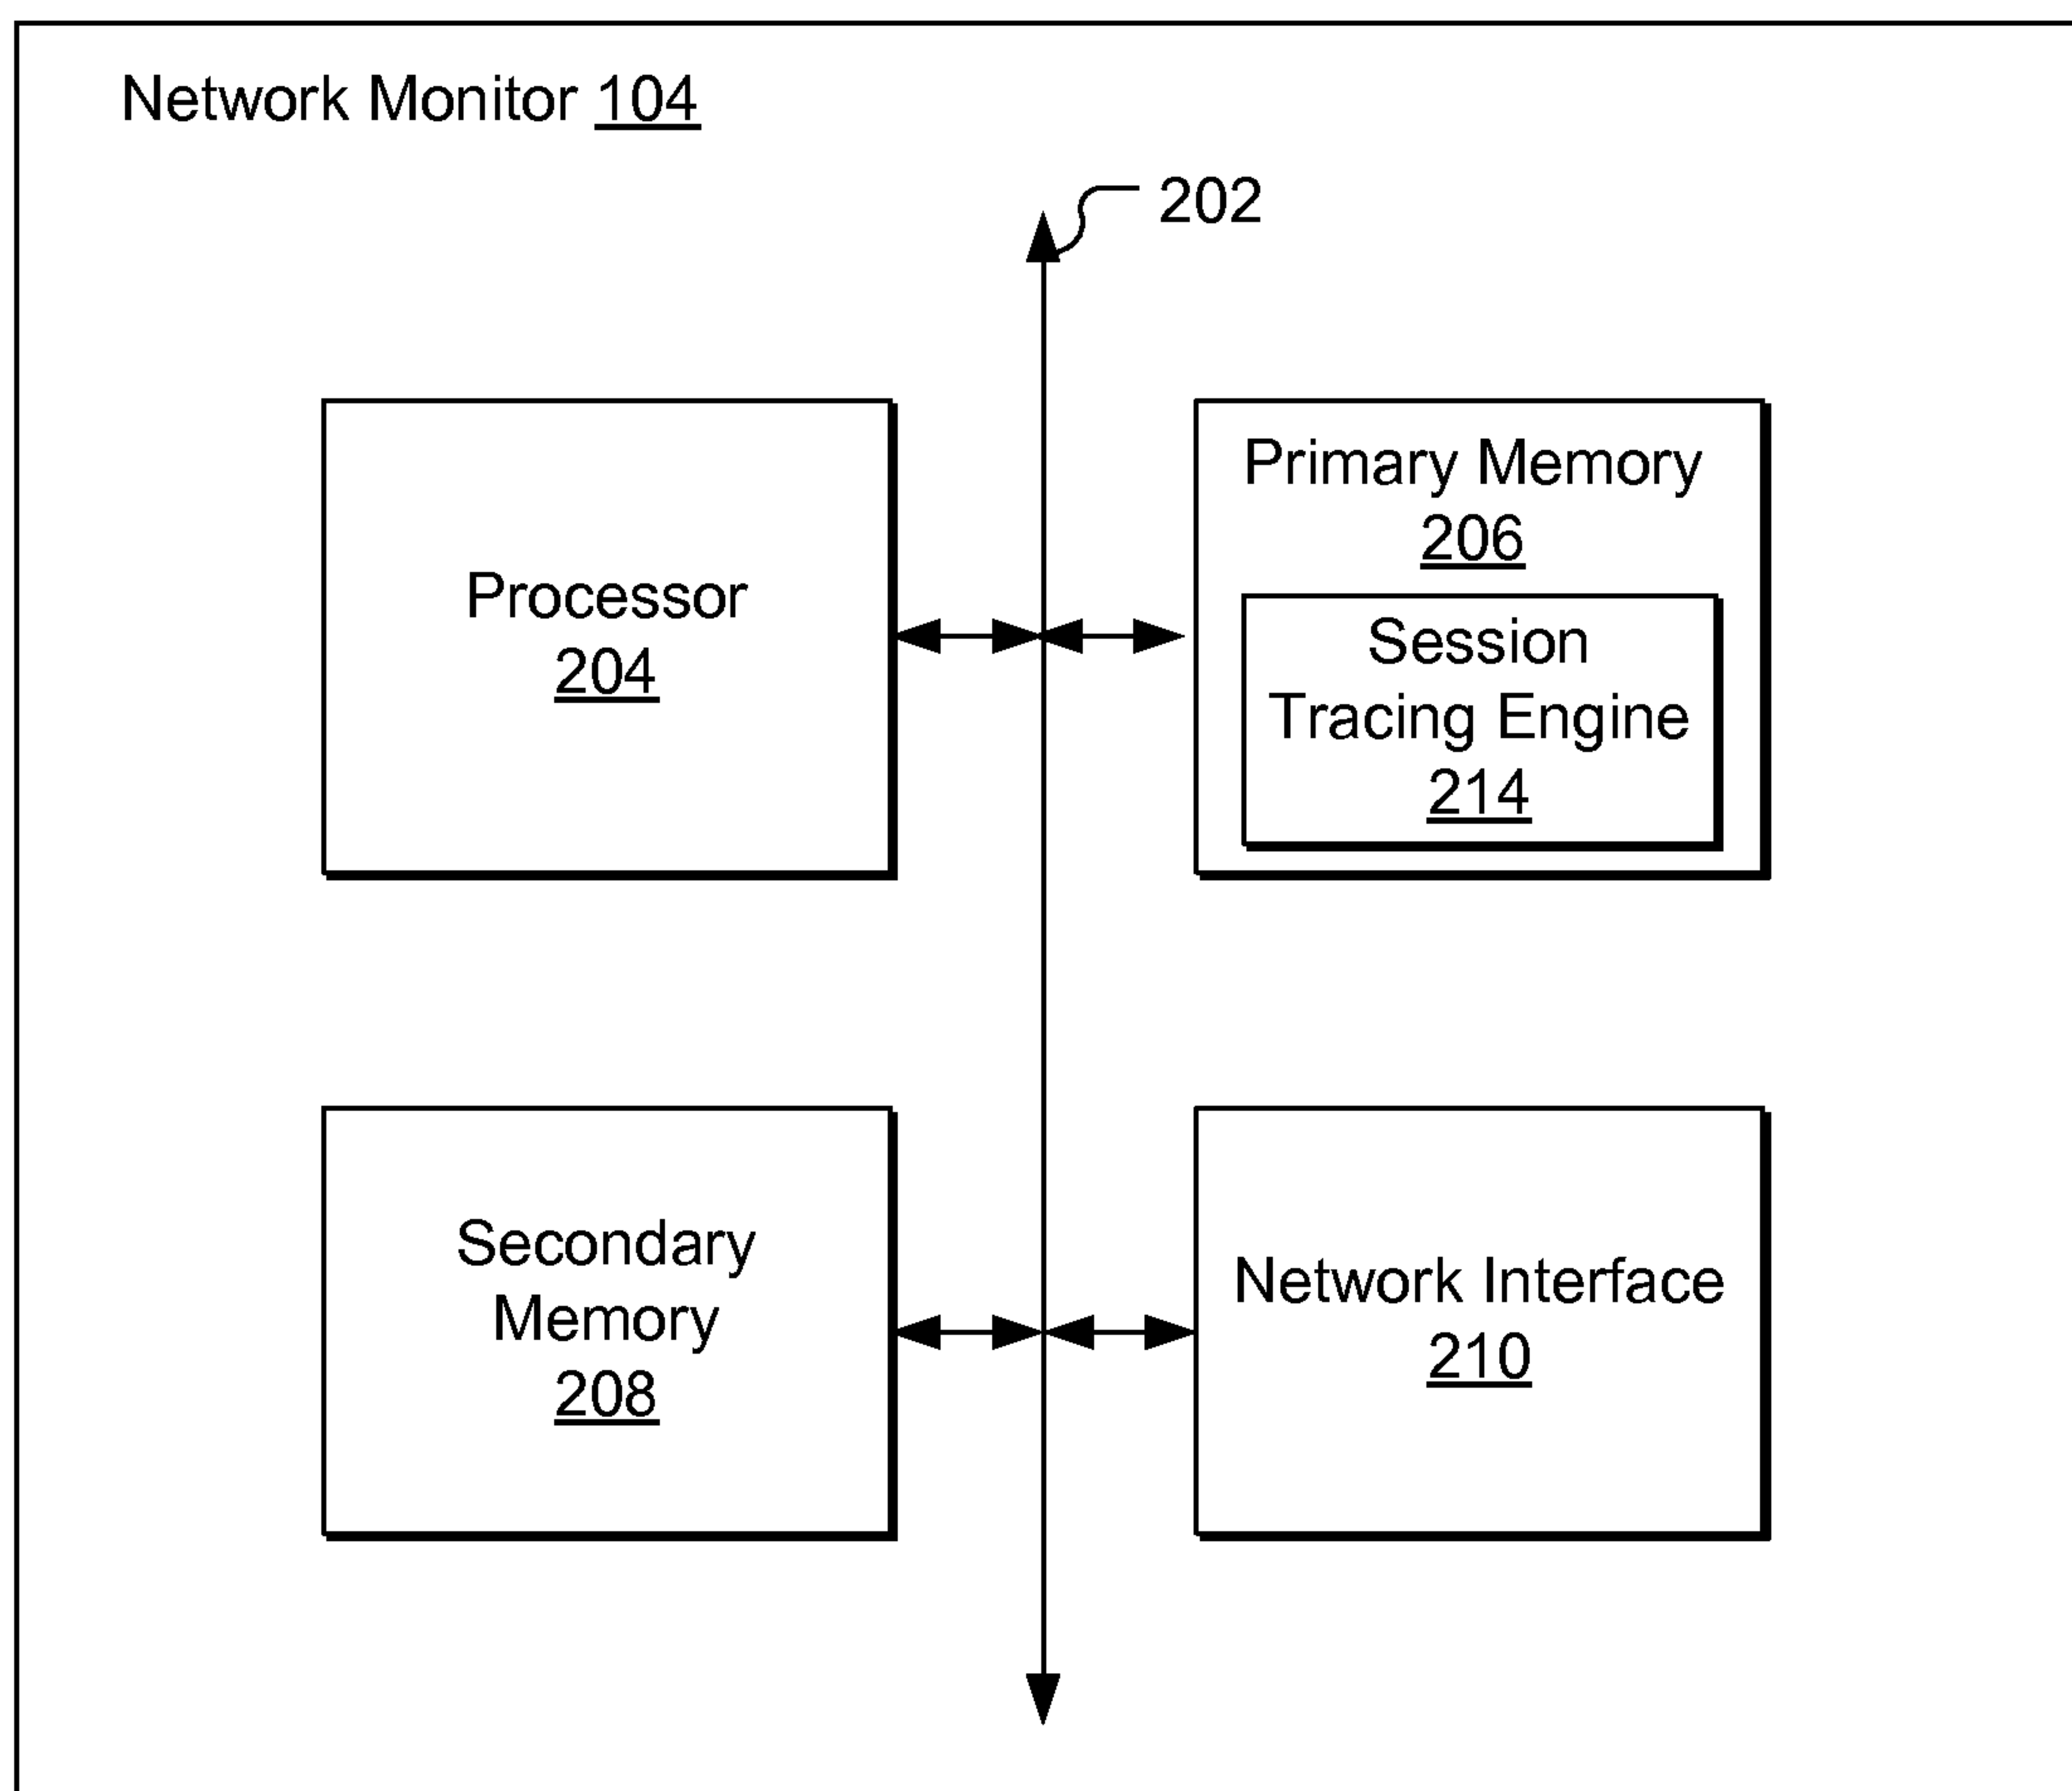 Network Monitor 104
202
Processor
204
Primary Memory
206
Session
Tracing Engine
214
Secondary
Memory
208
Network Interface
210